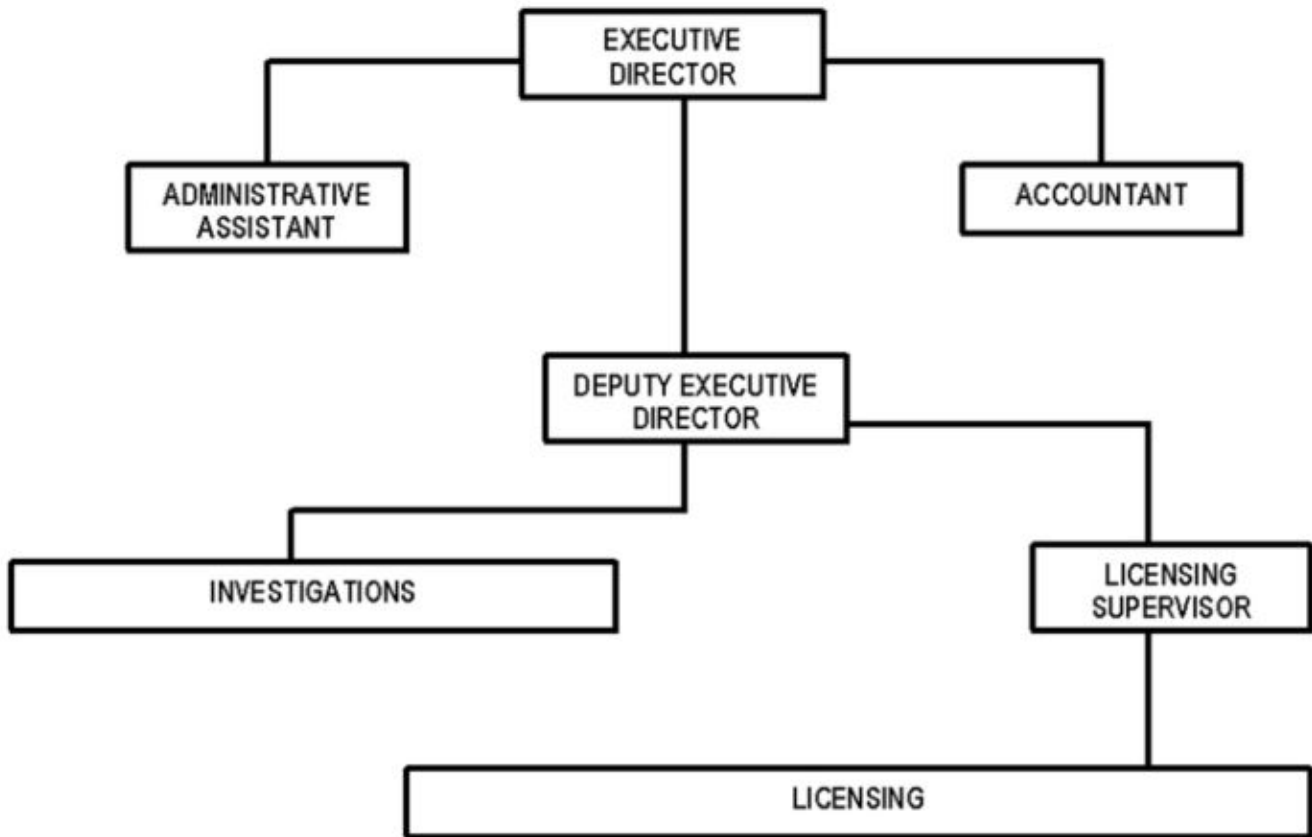 EXECUTIVE
DIRECTOR
ADMINISTRATIVE
ASSISTANT
ACCOUNTANT
DEPUTY EXECUTIVE
DIRECTOR
INVESTIGATIONS
LICENSING
SUPERVISOR
LICENSING